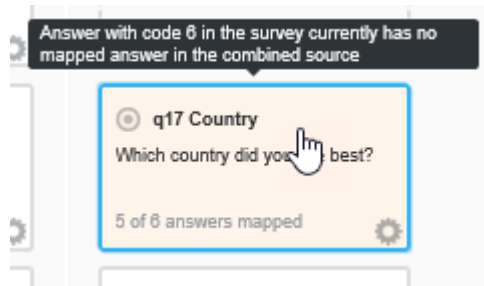 Answer with code 6 in the survey currently has no
mapped answer in the combined source
q17 Country
Which country did you best?
5 of 6 answers mapped